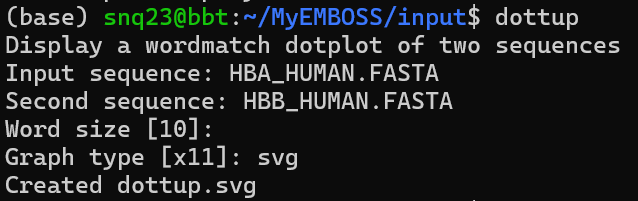 (base) snq23@bbt:~/MyEMBOSS/input$ dottup
Display a wordmatch dotplot of two sequences
Input sequence: HBA_HUMAN.FASTA
Second sequence: HBB_HUMAN.FASTA
Word size [10]:
Graph type [x11]: svg
Created dottup.svg